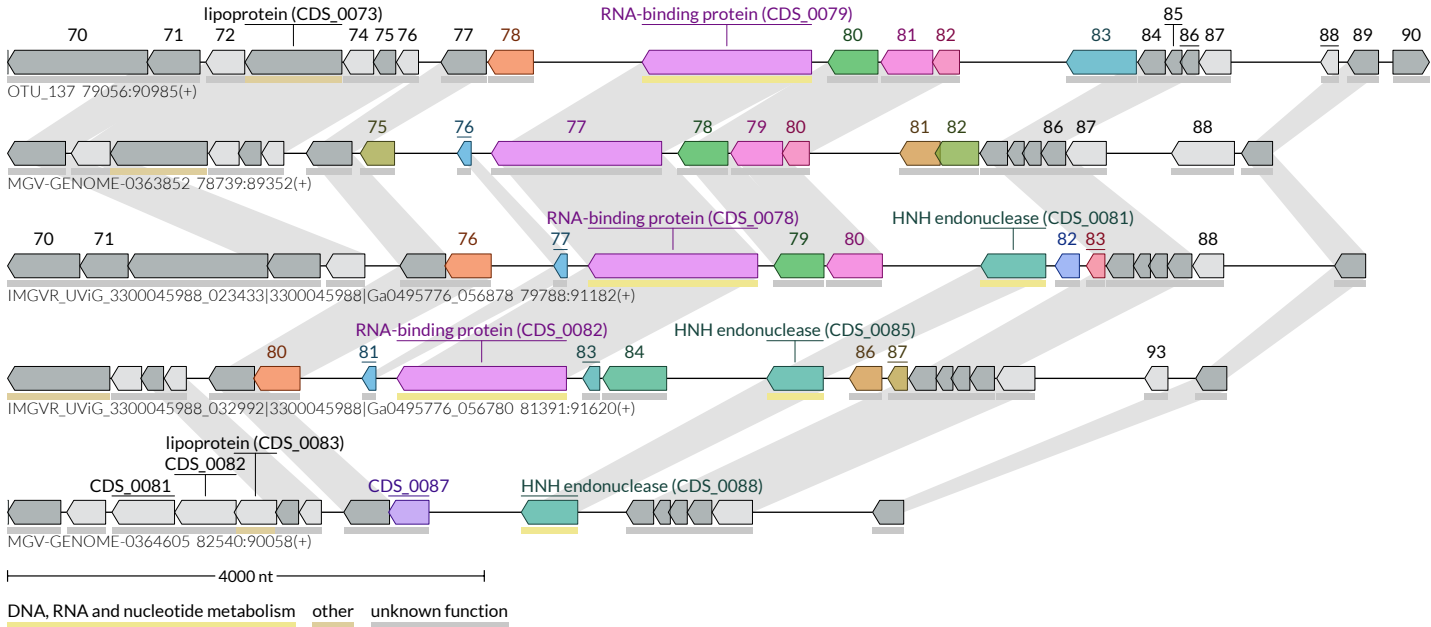 lipoprotein (CDS_0073) RNA-binding protein (CDS_0079) 85
70 71 72 74 75 76 77 78 80 81 82 83 84 86 87 88 89 90
OTU_137 79056:90985(+)
75 76 77 78 79 80 81 82 86 87 88
MGV-GENOME-0363852 78739:89352(+)
RNA-binding protein (CDS_0078) HNH endonuclease (CDS_0081)
70 71 76 77 79 80 82 83 88
IMGVR_UViG_3300045988_023433|3300045988|Ga0495776_056878 79788:91182(+)
RNA-binding protein (CDS_0082) HNH endonuclease (CDS_0085)
80 81 83 84 86 87 93
IMGVR_UViG_3300045988_032992|3300045988|Ga0495776_056780 81391:91620(+)
lipoprotein (CDS_0083)
CDS_0082
CDS_0081 CDS_0087 HNH endonuclease (CDS_0088)
MGV-GENOME-0364605 82540:90058(+)
4000 nt
DNA, RNA and nucleotide metabolism other unknown function